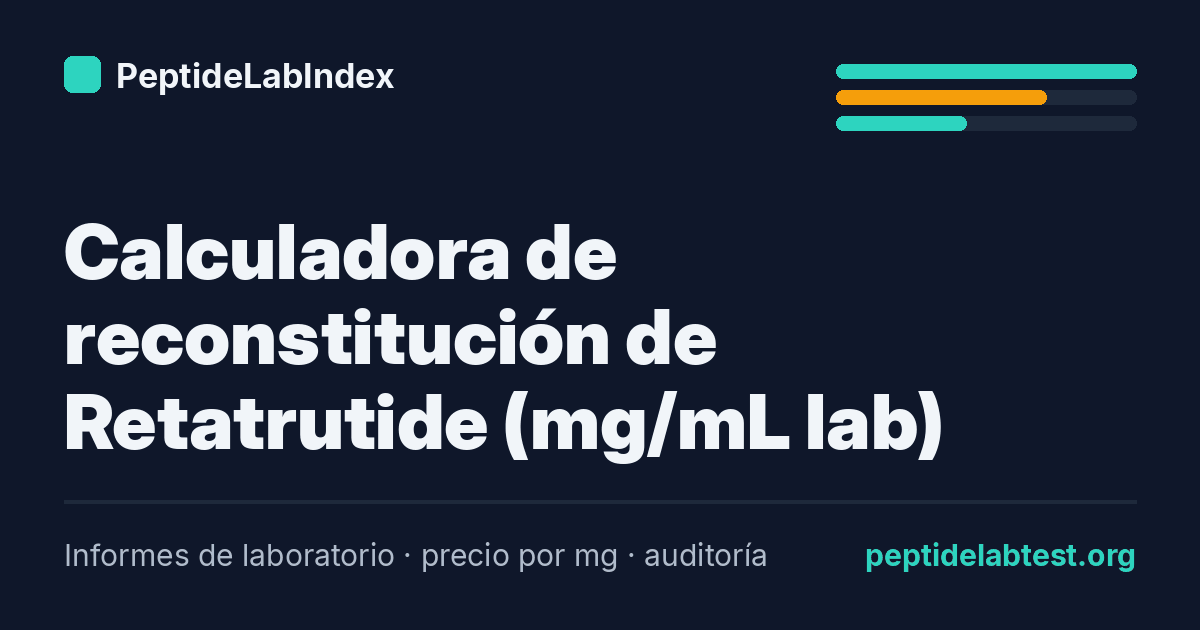 PeptideLabIndex
Calculadora de
reconstitución de
Retatrutide (mg/mL lab)
Informes de laboratorio · precio por mg · auditoría
peptidelabtest.org